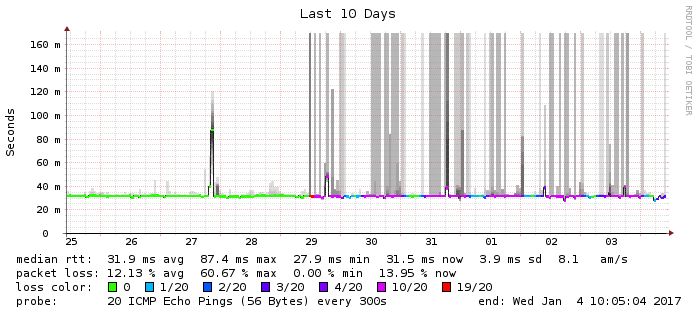 Last 10 Days
RRDTOOL / TOBI OETIKER
Seconds
160 m
140 m
120 m
100 m
80 m
60 m
40 m
20 m
0
25 26 27 28 29 30 31 01 02 03
median rtt: 31.9 ms avg 87.4 ms max 27.9 ms min 31.5 ms now 3.9 ms sd 8.1 am/s
packet loss: 12.13 % avg 60.67 % max 0.00 % min 13.95 % now
loss color: 0 1/20 2/20 3/20 4/20 10/20 19/20
probe: 20 ICMP Echo Pings (56 Bytes) every 300s end: Wed Jan 4 10:05:04 2017